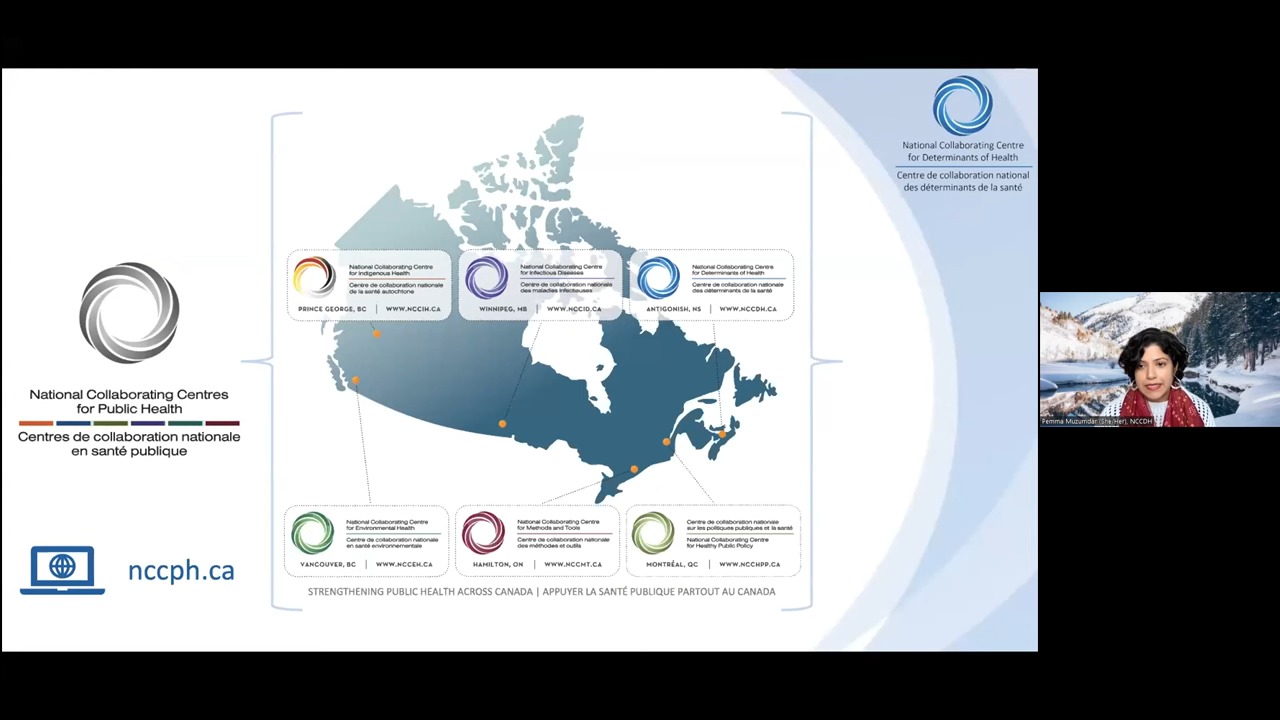 National Collaborating Centre
for Determinants of Health
Centre de collaboration national
des déterminants de la santé
National Collaborating Centre
for Indigenous Health
Centre de collaboration nationale
de la santé autochtone
PRINCE GEORGE, BC | WWW.NCCIH.CA
National Collaborating Centre
for Infectious Diseases
Centre de collaboration nationale
des maladies infectieuses
WINNIPEG, MB | WWW.NCCID.CA
National Collaborating Centre
for Determinants of Health
Centre de collaboration nationale
des déterminants de la santé
ANTIGONISH, NS | WWW.NCCDH.CA
National Collaborating Centres
for Public Health
Centres de collaboration nationale
en santé publique
nccph.ca
National Collaborating Centre
for Environmental Health
Centre de collaboration nationale
en santé environnementale
VANCOUVER, BC | WWW.NCCEH.CA
National Collaborating Centre
for Methods and Tools
Centre de collaboration nationale
des méthodes et outils
HAMILTON, ON | WWW.NCCMT.CA
Centre de collaboration nationale
sur les politiques publiques et la santé
National Collaborating Centre
for Healthy Public Policy
MONTRÉAL, QC | WWW.NCCHPP.CA
STRENGTHENING PUBLIC HEALTH ACROSS CANADA | APPUYER LA SANTÉ PUBLIQUE PARTOUT AU CANADA
Pemma Muzumdar (She/Her), NCCDH